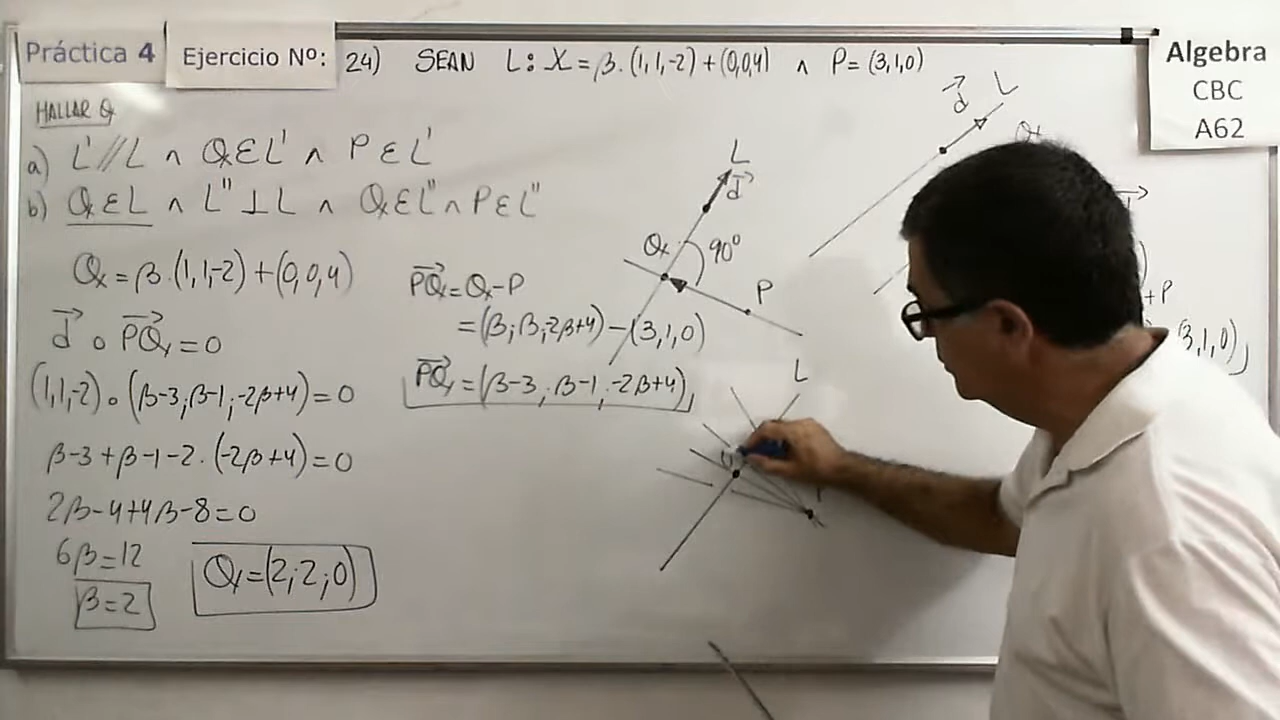 Práctica 4
Ejercicio Nº: 24) SEAN L: X = β.(1,1,-2)+(0,0,4) ∧ P=(3,1,0)
Algebra
CBC
A62
HALLAR Q
a) L'//L ∧ Q∈L' ∧ P∈L'
b) Q∈L ∧ L''⊥L ∧ Q∈L''∧P∈L''
Q=β.(1,1,-2)+(0,0,4)
d∘PQ=0
(1,1,-2)∘(β-3;β-1;-2β+4)=0
β-3+β-1-2.(-2β+4)=0
2β-4+4β-8=0
6β=12
β=2
Q=(2;2;0)
PQ=Q-P
=(β;β;-2β+4)-(3,1,0)
PQ=(β-3;β-1;-2β+4)
L
d
Q
90°
P
d
L
+P
(3,1,0)
L